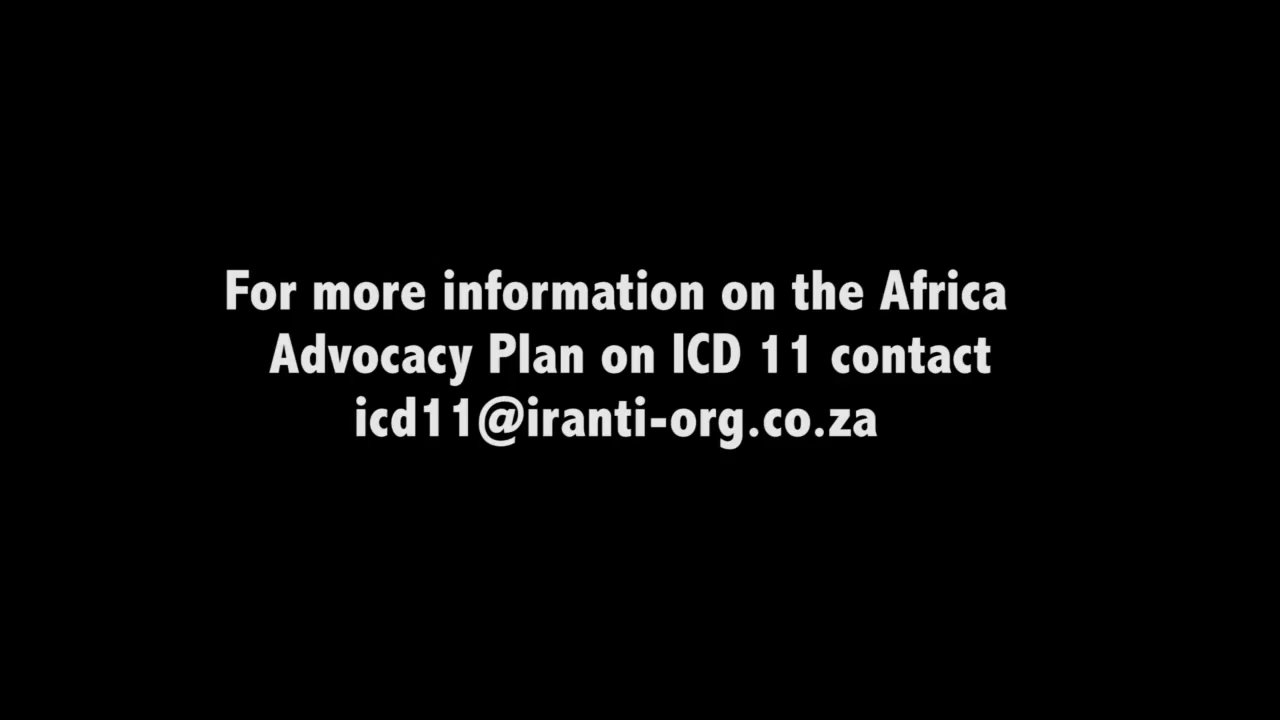 For more information on the Africa
Advocacy Plan on ICD 11 contact
icd11@iranti-org.co.za